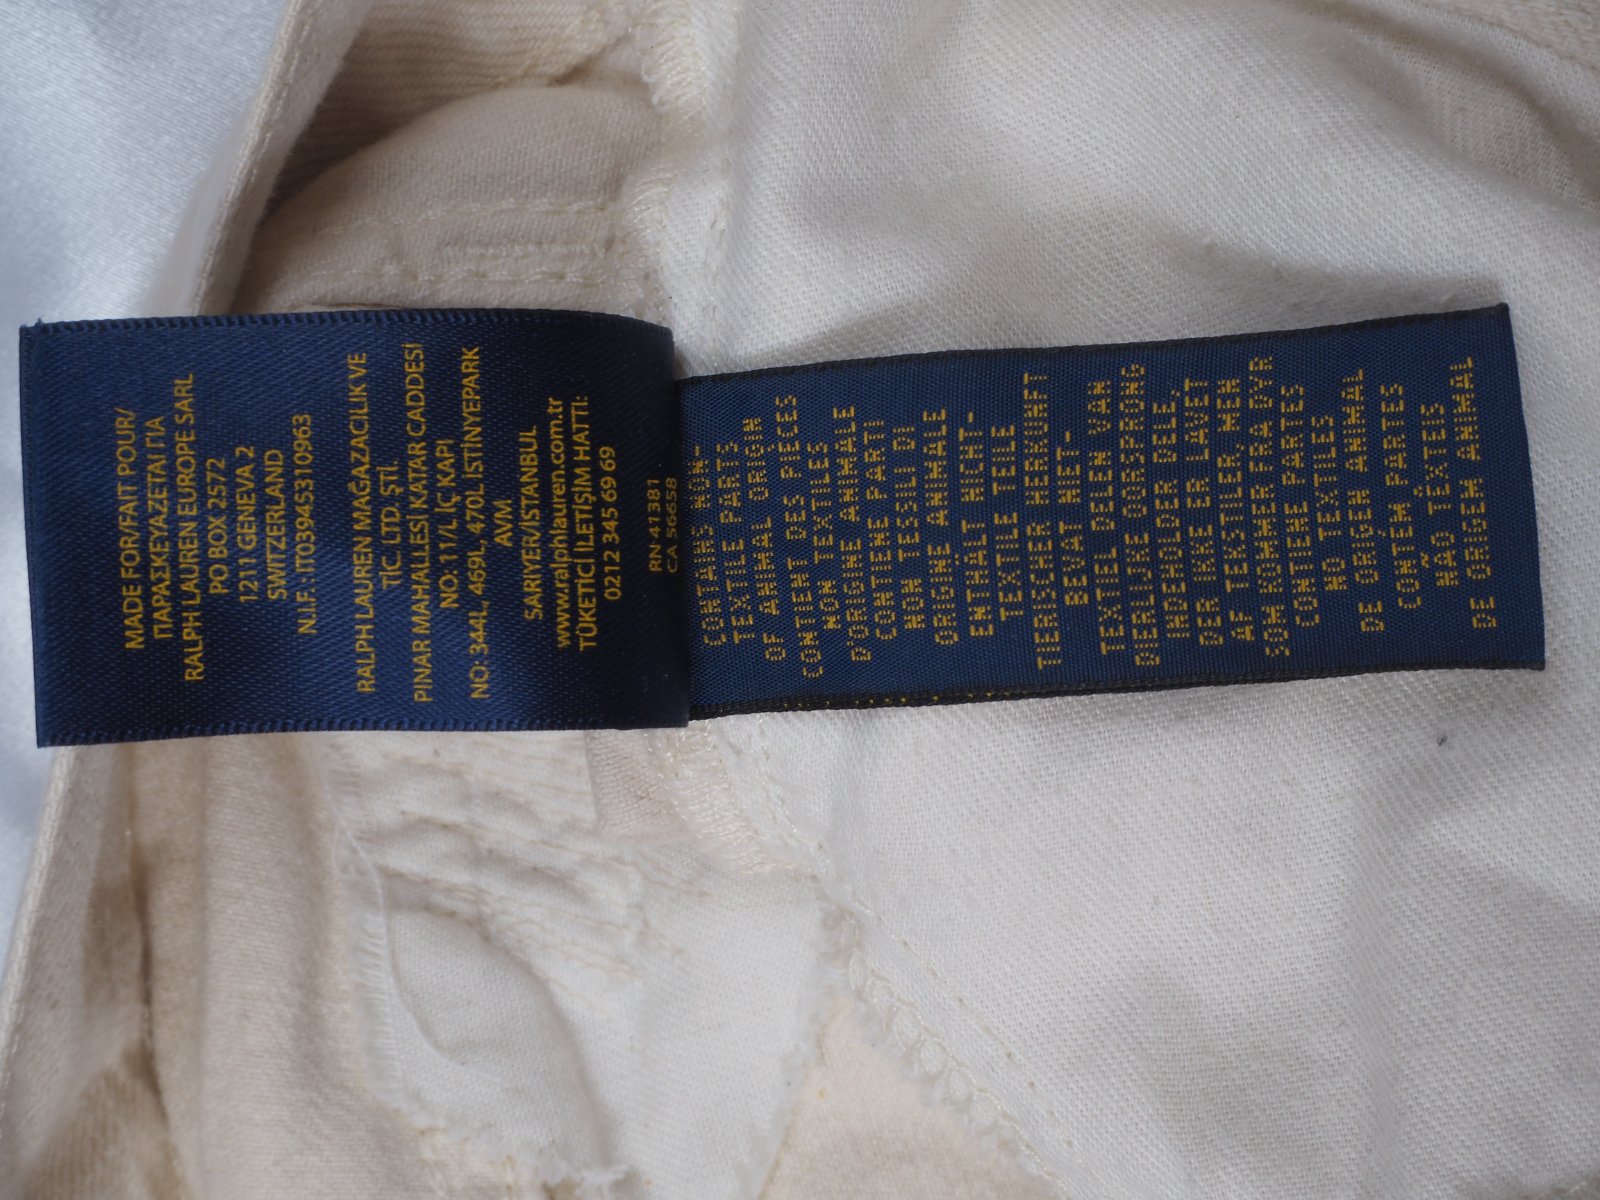 MADE FOR/FAIT POUR/
ΠΑΡΑΣΚΕΥΑΖΕΤΑΙ ΓΙΑ
RALPH LAUREN EUROPE SARL
PO BOX 2572
1211 GENEVA 2
SWITZERLAND
N.I.F.: IT03945310963
RALPH LAUREN MAĞAZACILIK VE
TİC. LTD. ŞTİ.
PINAR MAHALLESİ KATAR CADDESİ
NO: 11/L İÇ KAPI
NO: 344L, 469L, 470L İSTİNYEPARK
AVM
SARIYER/İSTANBUL
www.ralphlauren.com.tr
TÜKETİCİ İLETİŞİM HATTI:
0212 345 69 69
RN 41381
CA 56658
CONTAINS NON-
TEXTILE PARTS
OF ANIMAL ORIGIN
CONTIENT DES PIÈCES
NON TEXTILES
D'ORIGINE ANIMALE
CONTIENE PARTI
NON TESSILI DI
ORIGINE ANIMALE
ENTHÄLT NICHT-
TEXTILE TEILE
TIERISCHER HERKUNFT
BEVAT NIET-
TEXTIEL DELEN VAN
DIERLIJKE OORSPRONG
INDEHOLDER DELE,
DER IKKE ER LAVET
AF TEKSTILER, MEN
SOM KOMMER FRA DYR
CONTIENE PARTES
NO TEXTILES
DE ORIGEN ANIMAL
CONTÉM PARTES
NÃO TÊXTEIS
DE ORIGEM ANIMAL